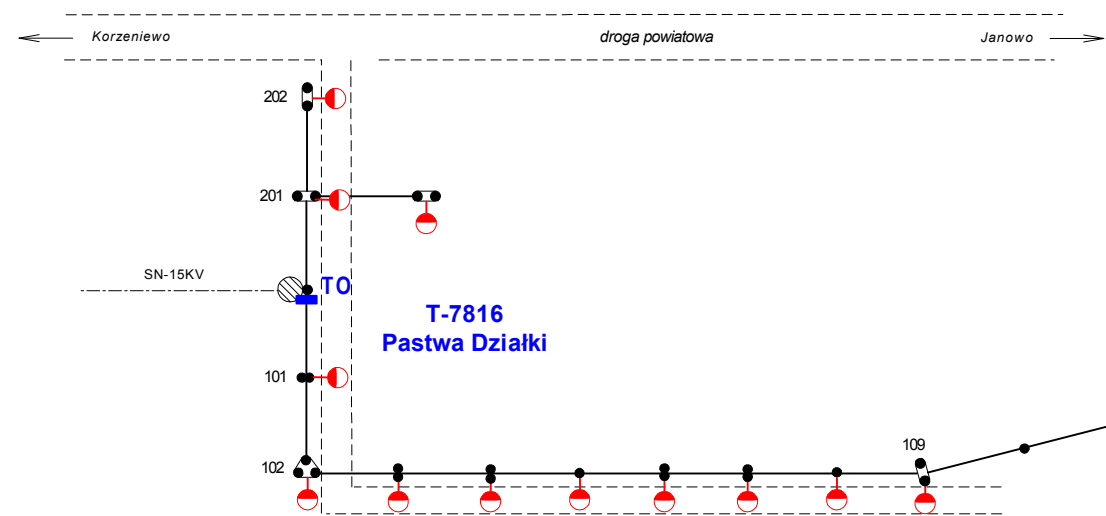 Korzeniewo
droga powiatowa
Janowo
202
201
SN-15KV
TO
T-7816
Pastwa Działki
101
102
109